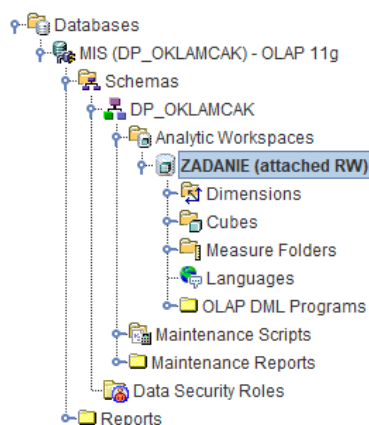 Databases
MIS (DP_OKLAMCAK) - OLAP 11g
Schemas
DP_OKLAMCAK
Analytic Workspaces
ZADANIE (attached RW)
Dimensions
Cubes
Measure Folders
Languages
OLAP DML Programs
Maintenance Scripts
Maintenance Reports
Data Security Roles
Reports